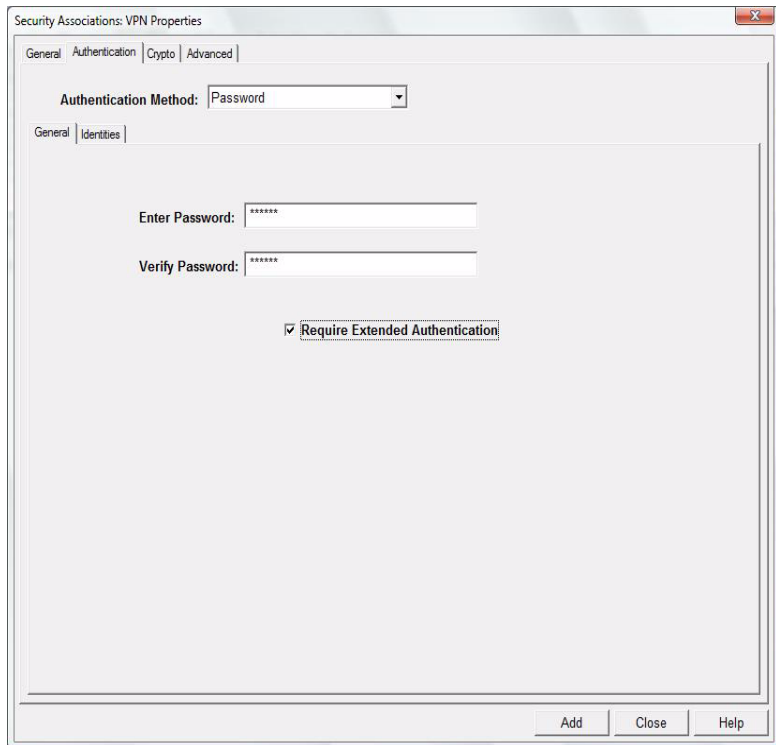 Security Associations: VPN Properties
X
General Authentication Crypto Advanced
Authentication Method: Password
General Identities
Enter Password: ******
Verify Password: ******
Require Extended Authentication
Add Close Help